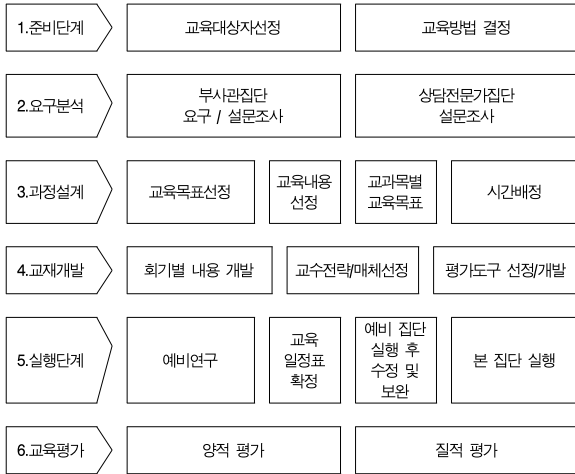 1.준비단계
교육대상자선정
교육방법 결정
2.요구분석
부사관집단
요구 / 설문조사
상담전문가집단
설문조사
3.과정설계
교육목표선정
교육내용
선정
교과목별
교육목표
시간배정
4.교재개발
회기별 내용 개발
교수전략/매체선정
평가도구 선정/개발
5.실행단계
예비연구
교육
일정표
확정
예비 집단
실행 후
수정 및
보완
본 집단 실행
6.교육평가
양적 평가
질적 평가